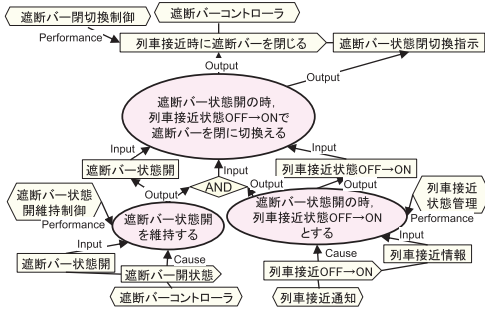 遮断バー閉切換制御
遮断バーコントローラ
Performance
列車接近時に遮断バーを閉じる
遮断バー状態閉切換指示
Output
Output
遮断バー状態開の時,
列車接近状態OFF→ONで
遮断バーを閉に切換える
Input
Input
Input
遮断バー状態開
AND
列車接近状態OFF→ON
Output
Output
Output
遮断バー状態
開維持制御
Performance
遮断バー状態開
を維持する
遮断バー状態開の時,
列車接近状態OFF→ON
とする
列車接近
状態管理
Performance
Input
Input
遮断バー状態開
Cause
遮断バー開状態
Cause
列車接近OFF→ON
列車接近情報
遮断バーコントローラ
列車接近通知